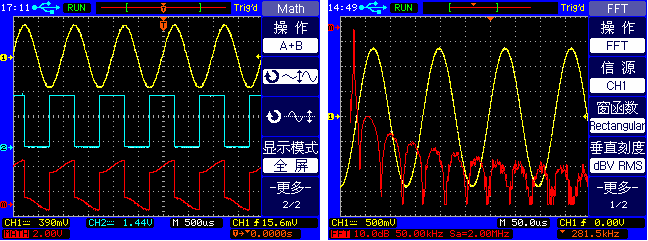 17:11 RUN Trig'd Math
操作
A+B
显示模式
全屏
-更多-
2/2
1
2
CH1 390mV CH2 1.44V M 500us CH1 15.6mV
MATH 2.00V 0.0000s
14:49 RUN Trig'd FFT
操作
FFT
信源
CH1
窗函数
Rectangular
垂直刻度
dBV RMS
-更多-
1/2
1
CH1 500mV M 50.0us CH1 0.00V
10.0dB 50.00kHz Sa=2.00MHz 281.5kHz